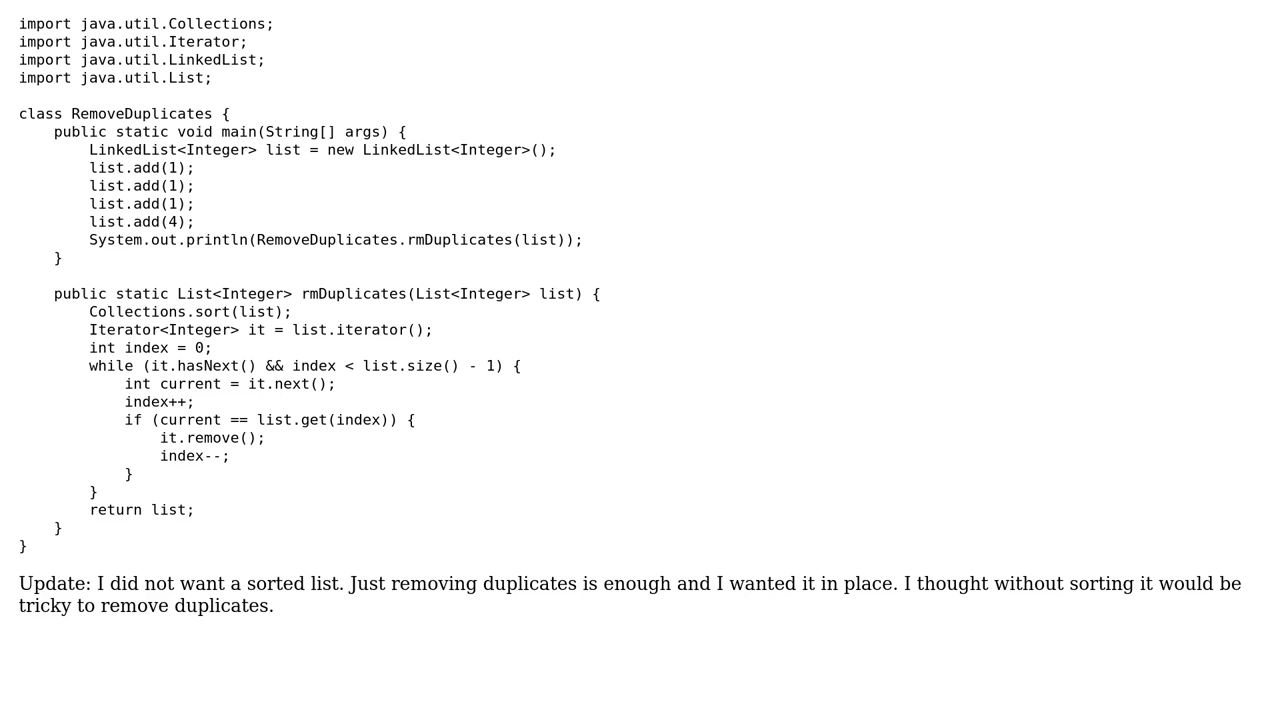 import java.util.Collections;
import java.util.Iterator;
import java.util.LinkedList;
import java.util.List;

class RemoveDuplicates {
    public static void main(String[] args) {
        LinkedList<Integer> list = new LinkedList<Integer>();
        list.add(1);
        list.add(1);
        list.add(1);
        list.add(4);
        System.out.println(RemoveDuplicates.rmDuplicates(list));
    }

    public static List<Integer> rmDuplicates(List<Integer> list) {
        Collections.sort(list);
        Iterator<Integer> it = list.iterator();
        int index = 0;
        while (it.hasNext() && index < list.size() - 1) {
            int current = it.next();
            index++;
            if (current == list.get(index)) {
                it.remove();
                index--;
            }
        }
        return list;
    }
}
Update: I did not want a sorted list. Just removing duplicates is enough and I wanted it in place. I thought without sorting it would be
tricky to remove duplicates.